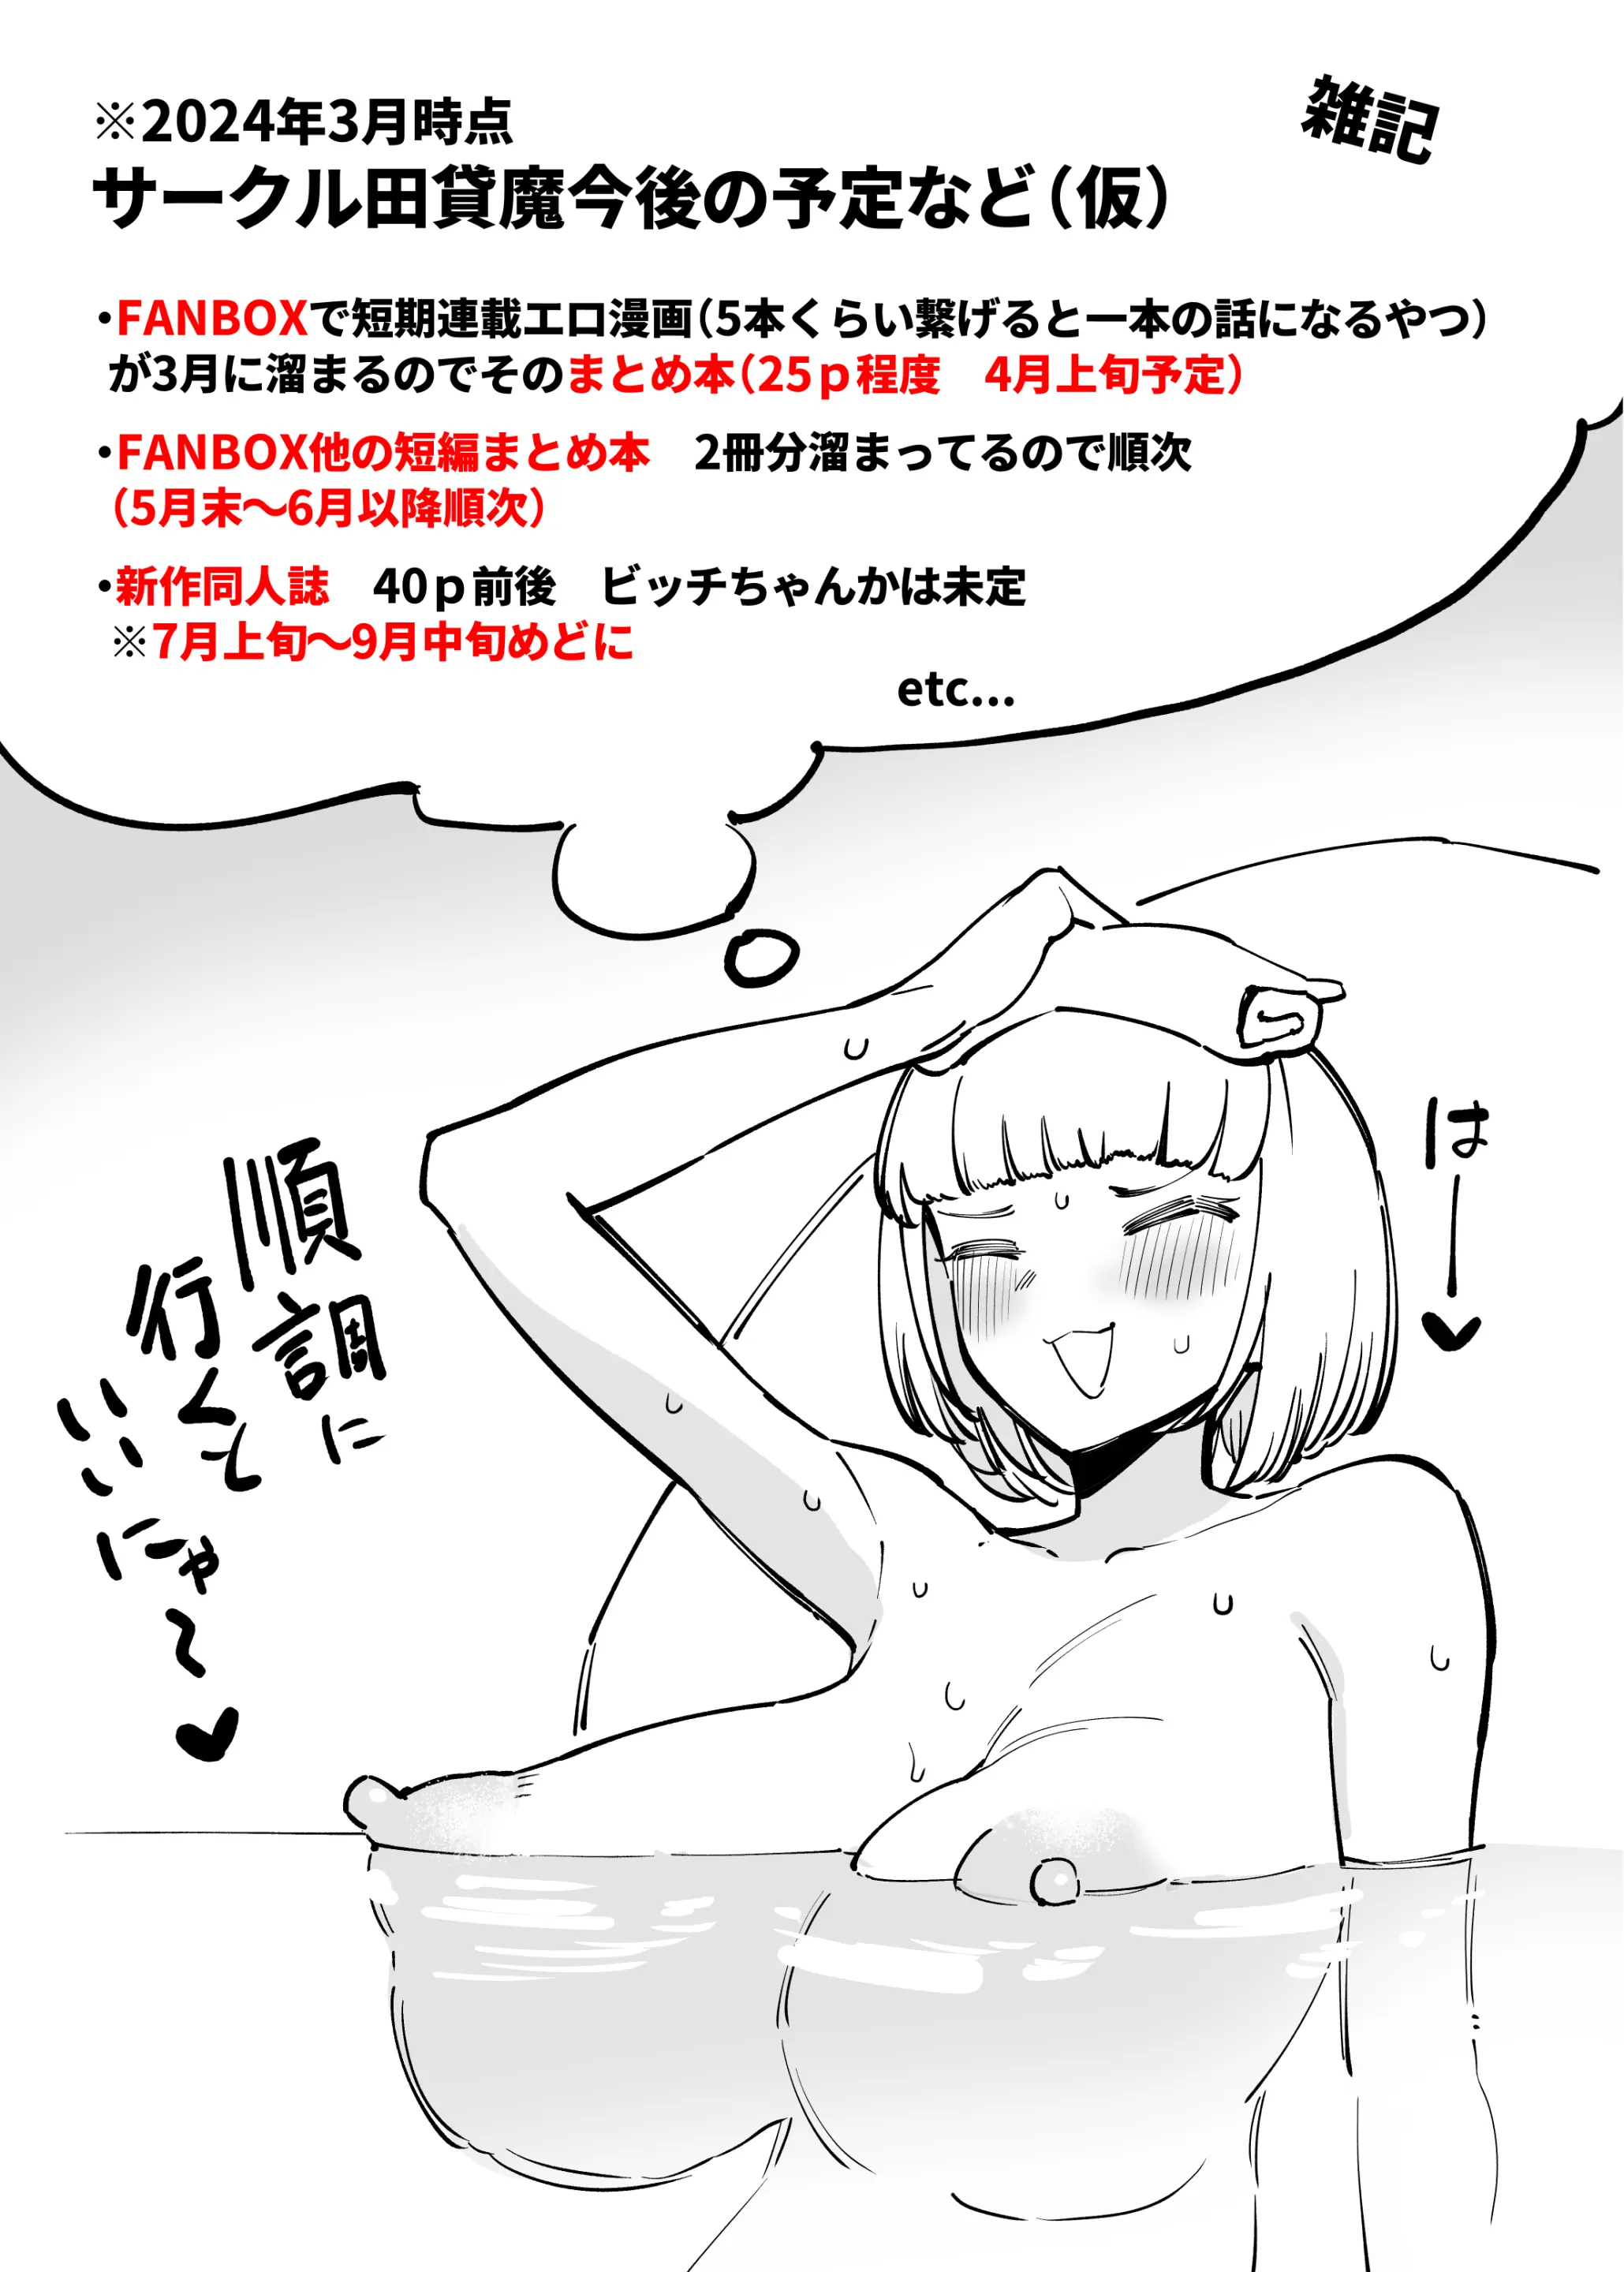 雑記
※2024年3月時点
サークル田貸魔今後の予定など（仮）
・FANBOXで短期連載エロ漫画（5本くらい繋げると一本の話になるやつ）
が3月に溜まるのでそのまとめ本（25ｐ程度　4月上旬予定）
・FANBOX他の短編まとめ本　2冊分溜まってるので順次
（5月末～6月以降順次）
・新作同人誌　40ｐ前後　ビッチちゃんかは未定
※7月上旬～9月中旬めどに
etc...
はー♥
順調に
行くと
いいにゃ～♥